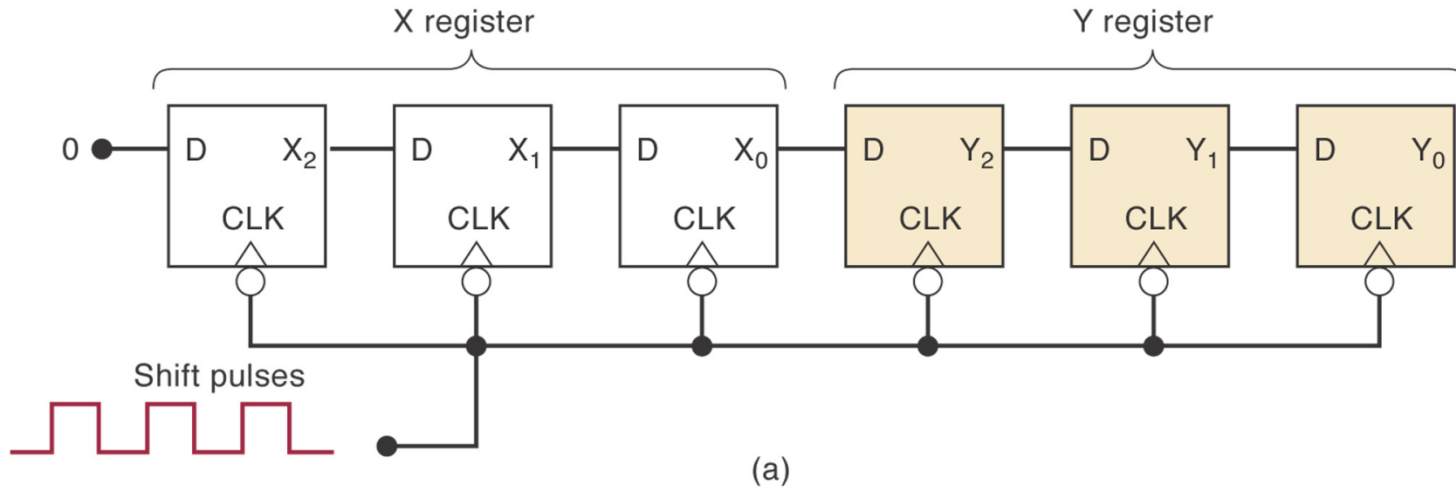 X register
Y register
0
D X₂
D X₁
D X₀
D Y₂
D Y₁
D Y₀
CLK
CLK
CLK
CLK
CLK
CLK
Shift pulses
(a)